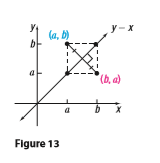 y
y - x
(a, b)
b
a
(b, a)
a b x
Figure 13